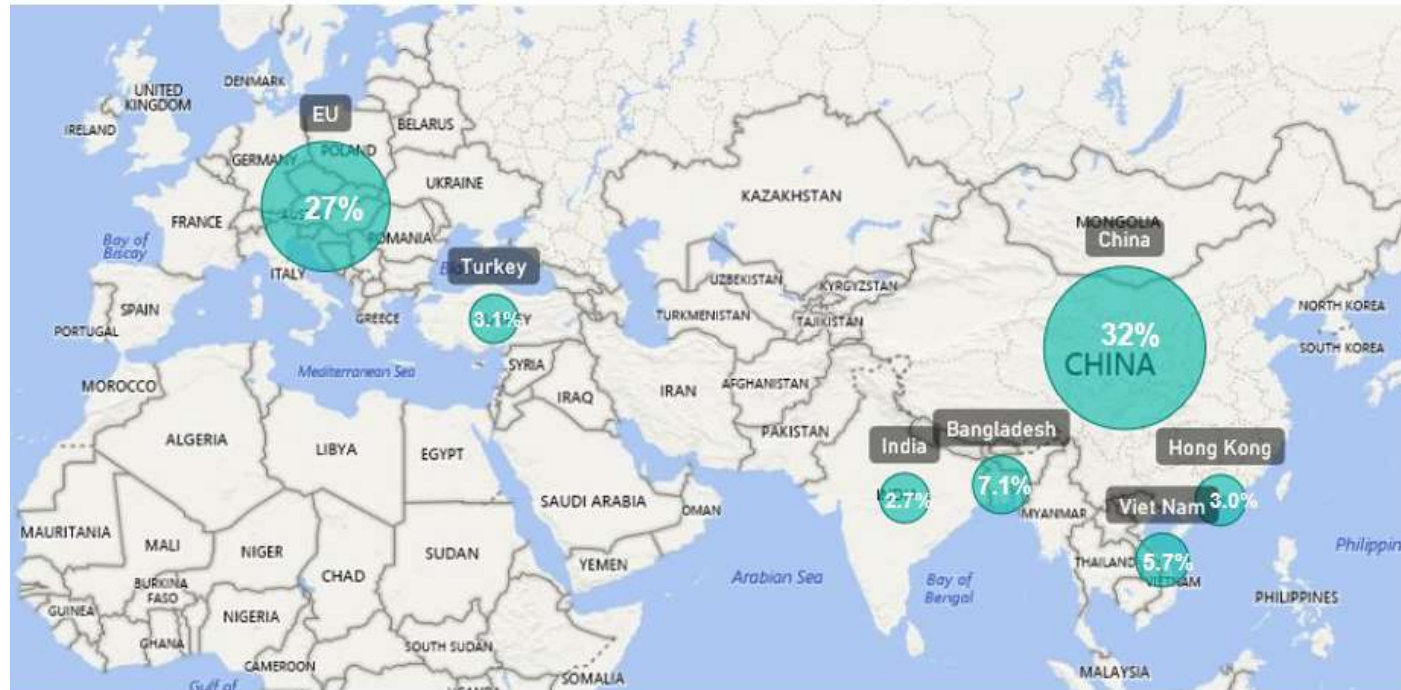 UNITED
KINGDOM
DENMARK
IRELAND
EU
BELARUS
GERMANY
POLAND
UKRAINE
KAZAKHSTAN
27%
FRANCE
ROMANIA
MONGOLIA
China
Bay of
Biscay
ITALY
Turkey
UZBEKISTAN
KYRGYZSTAN
SPAIN
PORTUGAL
GREECE
3.1%
TURKMENISTAN
TAJIKISTAN
NORTH KOREA
SOUTH KOREA
32%
CHINA
Mediterranean Sea
SYRIA
MOROCCO
IRAQ
IRAN
AFGHANISTAN
ALGERIA
LIBYA
EGYPT
PAKISTAN
India
Bangladesh
Hong Kong
SAUDI ARABIA
OMAN
2.7%
7.1%
Viet Nam
3.0%
MYANMAR
MAURITANIA
MALI
NIGER
SUDAN
CHAD
YEMEN
THAILAND
5.7%
VIETNAM
Philippin
BURKINA
FASO
Arabian Sea
Bay of
Bengal
PHILIPPINES
GUINEA
NIGERIA
GHANA
SOUTH SUDAN
CAMEROON
SOMALIA
MALAYSIA
Gulf of